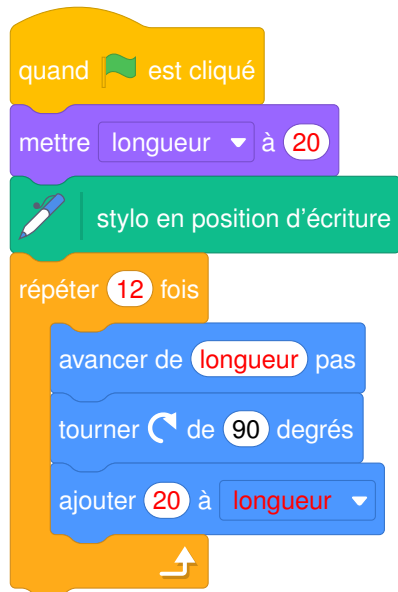 quand est cliqué
mettre longueur à 20
stylo en position d'écriture
répéter 12 fois
avancer de longueur pas
tourner de 90 degrés
ajouter 20 à longueur